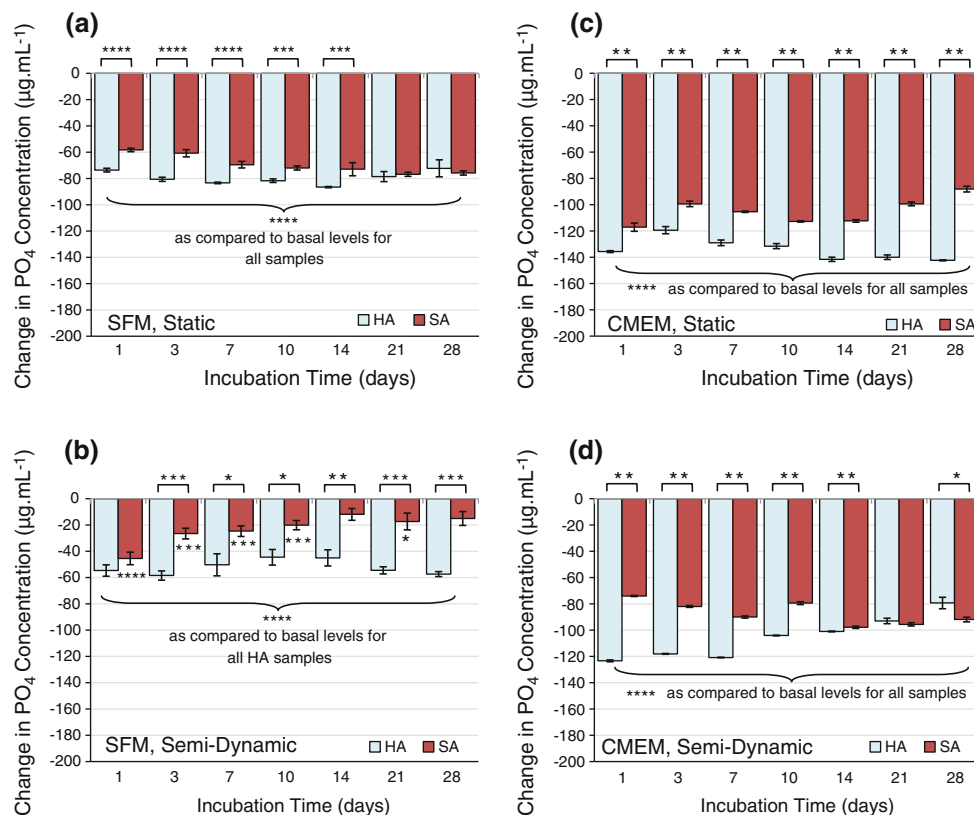 (a)
**** **** **** *** ***
Change in PO4 Concentration (µg.mL-1)
0
-20
-40
-60
-80
-100
-120
-140
-160
-180
-200
****
as compared to basal levels for
all samples
SFM, Static
HA SA
1 3 7 10 14 21 28
Incubation Time (days)
(c)
** ** ** ** ** ** **
Change in PO4 Concentration (µg.mL-1)
0
-20
-40
-60
-80
-100
-120
-140
-160
-180
-200
**** as compared to basal levels for all samples
CMEM, Static
HA SA
1 3 7 10 14 21 28
Incubation Time (days)
(b)
*** * * ** *** ***
Change in PO4 Concentration (µg.mL-1)
0
-20
-40
-60
-80
-100
-120
-140
-160
-180
-200
**** *** *** *** *
****
as compared to basal levels for
all HA samples
SFM, Semi-Dynamic
HA SA
1 3 7 10 14 21 28
Incubation Time (days)
(d)
** ** ** ** ** *
Change in PO4 Concentration (µg.mL-1)
0
-20
-40
-60
-80
-100
-120
-140
-160
-180
-200
**** as compared to basal levels for all samples
CMEM, Semi-Dynamic
HA SA
1 3 7 10 14 21 28
Incubation Time (days)